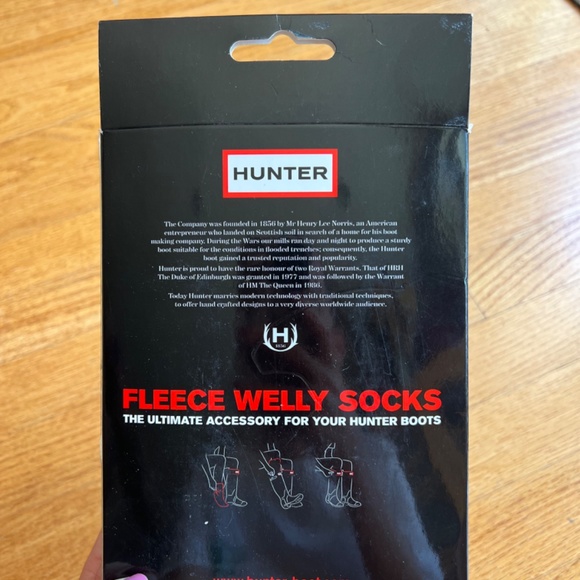 HUNTER
The Company was founded in 1856 by Mr Henry Lee Norris, an American
entrepreneur who landed on Scottish soil in search of a home for his boot
making company. During the Wars our mills ran day and night to produce a sturdy
boot suitable for the conditions in flooded trenches; consequently, the Hunter
boot gained a trusted reputation and popularity.
Hunter is proud to have the rare honour of two Royal Warrants. That of HRH
The Duke of Edinburgh was granted in 1977 and was followed by the Warrant
of HM The Queen in 1986.
Today Hunter marries modern technology with traditional techniques,
to offer hand crafted designs to a very diverse worldwide audience.
H
1856
FLEECE WELLY SOCKS
THE ULTIMATE ACCESSORY FOR YOUR HUNTER BOOTS